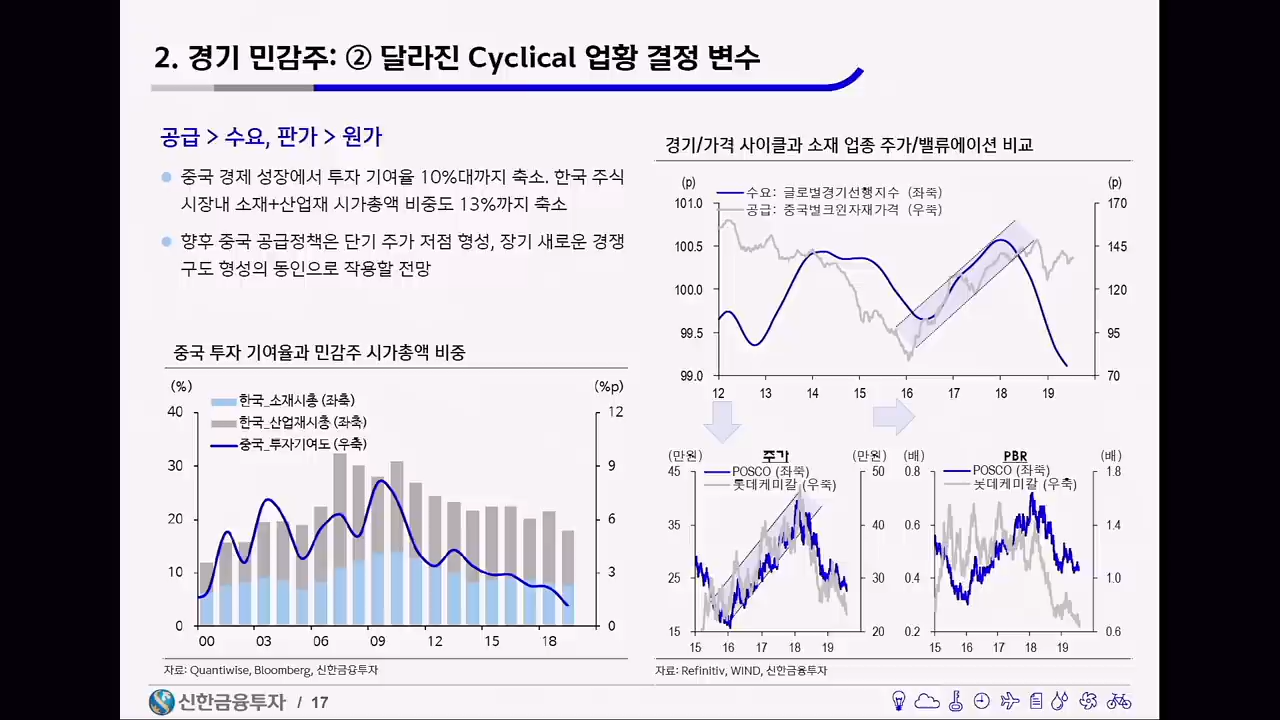 2. 경기 민감주: ② 달라진 Cyclical 업황 결정 변수
공급 > 수요, 판가 > 원가
중국 경제 성장에서 투자 기여율 10%대까지 축소. 한국 주식
시장내 소재+산업재 시가총액 비중도 13%까지 축소
향후 중국 공급정책은 단기 주가 저점 형성, 장기 새로운 경쟁
구도 형성의 동인으로 작용할 전망
중국 투자 기여율과 민감주 시가총액 비중
(%) (%p)
한국_소재시총 (좌축)
한국_산업재시총 (좌축)
중국_투자기여도 (우축)
40 12
30 9
20 6
10 3
0 0
00 03 06 09 12 15 18
자료: Quantiwise, Bloomberg, 신한금융투자
경기/가격 사이클과 소재 업종 주가/밸류에이션 비교
(p) (p)
수요: 글로벌경기선행지수 (좌축)
공급: 중국벌크원자재가격 (우축)
101.0 170
100.5 145
100.0 120
99.5 95
99.0 70
12 13 14 15 16 17 18 19
(만원) 주가 (만원)
POSCO (좌축)
롯데케미칼 (우축)
45 50
35 40
25 30
15 20
15 16 17 18 19
(배) PBR (배)
POSCO (좌축)
롯데케미칼 (우축)
0.8 1.8
0.6 1.4
0.4 1.0
0.2 0.6
15 16 17 18 19
자료: Refinitiv, WIND, 신한금융투자
신한금융투자 / 17